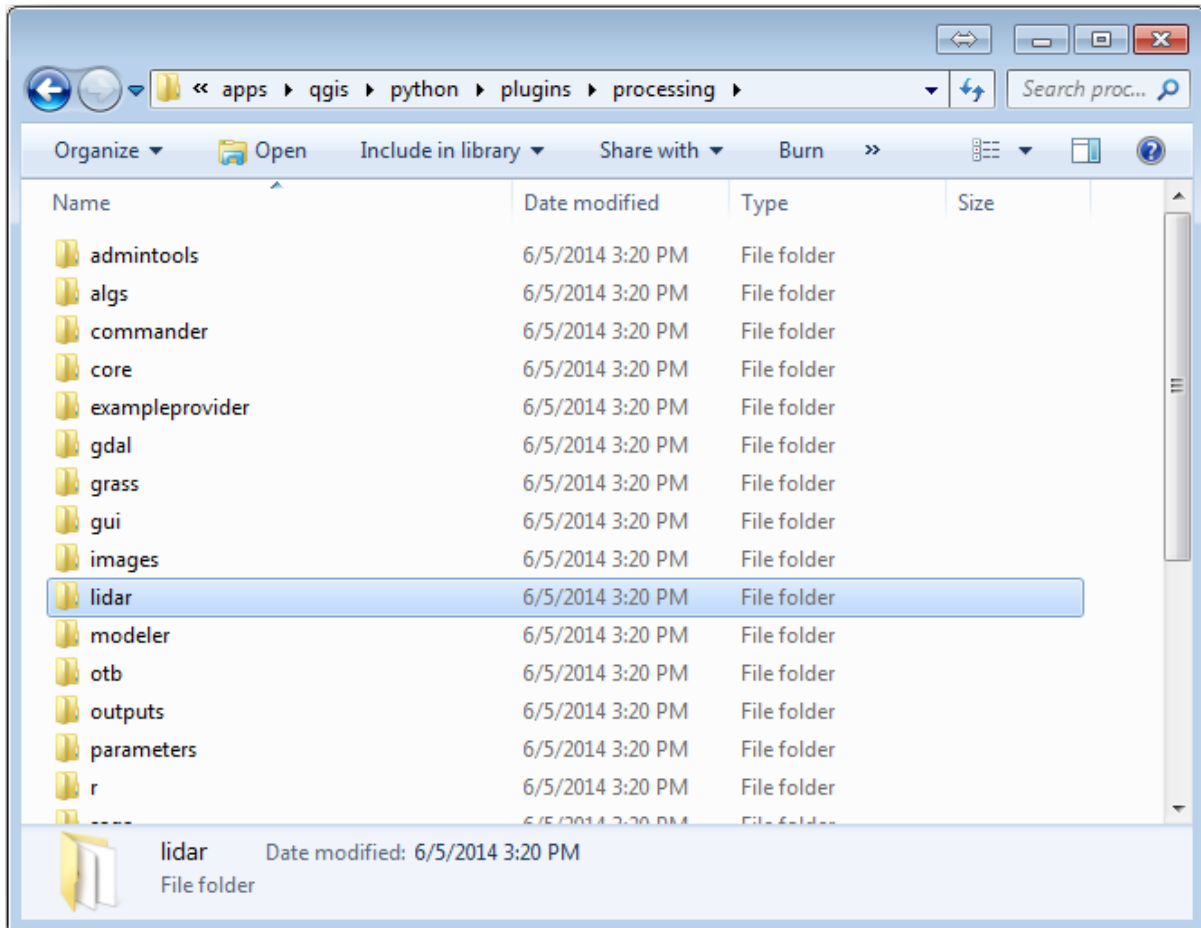 « apps ▸ qgis ▸ python ▸ plugins ▸ processing ▸ Search proc...
Organize ▾ Open Include in library ▾ Share with ▾ Burn »
Name Date modified Type Size
admintools 6/5/2014 3:20 PM File folder
algs 6/5/2014 3:20 PM File folder
commander 6/5/2014 3:20 PM File folder
core 6/5/2014 3:20 PM File folder
exampleprovider 6/5/2014 3:20 PM File folder
gdal 6/5/2014 3:20 PM File folder
grass 6/5/2014 3:20 PM File folder
gui 6/5/2014 3:20 PM File folder
images 6/5/2014 3:20 PM File folder
lidar 6/5/2014 3:20 PM File folder
modeler 6/5/2014 3:20 PM File folder
otb 6/5/2014 3:20 PM File folder
outputs 6/5/2014 3:20 PM File folder
parameters 6/5/2014 3:20 PM File folder
r 6/5/2014 3:20 PM File folder
6/5/2014 3:20 PM File folder
lidar Date modified: 6/5/2014 3:20 PM
File folder